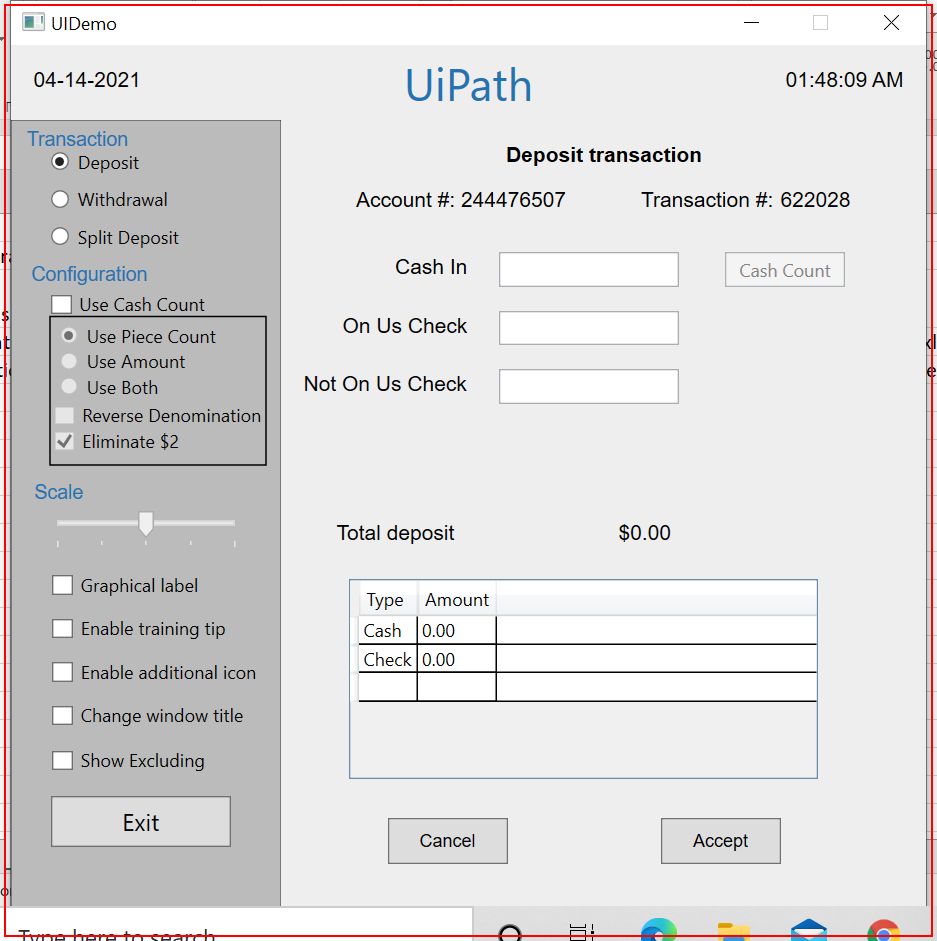 UIDemo
04-14-2021
UiPath
01:48:09 AM
Transaction
Deposit
Withdrawal
Split Deposit
Configuration
Use Cash Count
Use Piece Count
Use Amount
Use Both
Reverse Denomination
Eliminate $2
Scale
Graphical label
Enable training tip
Enable additional icon
Change window title
Show Excluding
Exit
Deposit transaction
Account #: 244476507 Transaction #: 622028
Cash In
Cash Count
On Us Check
Not On Us Check
Total deposit $0.00
Type Amount
Cash 0.00
Check 0.00
Cancel Accept
Type here to search